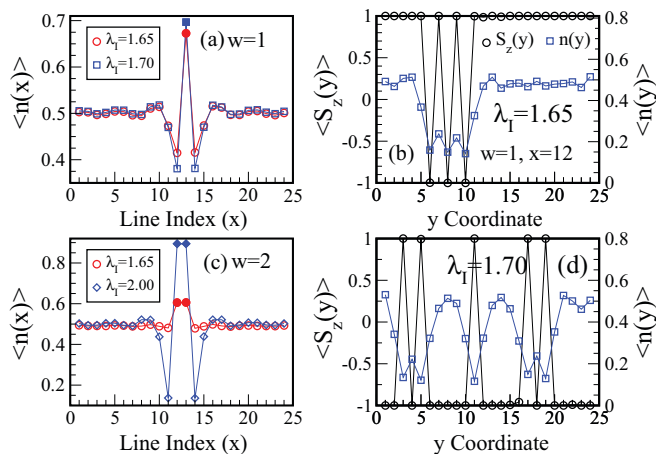 <n(x)>
0.7
0.6
0.5
0.4
λI=1.65
λI=1.70
(a) w=1
0 5 10 15 20 25
Line Index (x)
<Sz(y)>
1
0.5
0
-0.5
-1
Sz(y) n(y)
λI=1.65
(b) w=1, x=12
0.8
0.6
0.4
0.2
0
<n(y)>
0 5 10 15 20 25
y Coordinate
<n(x)>
0.8
0.6
0.4
0.2
λI=1.65
λI=2.00
(c) w=2
0 5 10 15 20 25
Line Index (x)
<Sz(y)>
1
0.5
0
-0.5
-1
λI=1.70 (d)
0.8
0.6
0.4
0.2
0
<n(y)>
0 5 10 15 20 25
y Coordinate